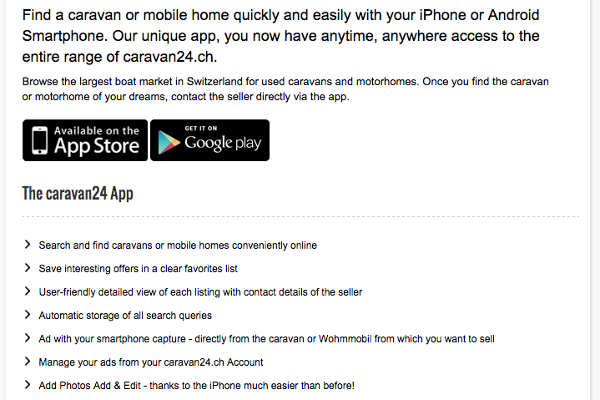 Find a caravan or mobile home quickly and easily with your iPhone or Android
Smartphone. Our unique app, you now have anytime, anywhere access to the
entire range of caravan24.ch.
Browse the largest boat market in Switzerland for used caravans and motorhomes. Once you find the caravan
or motorhome of your dreams, contact the seller directly via the app.
Available on the
App Store
GET IT ON
Google play
The caravan24 App
Search and find caravans or mobile homes conveniently online
Save interesting offers in a clear favorites list
User-friendly detailed view of each listing with contact details of the seller
Automatic storage of all search queries
Ad with your smartphone capture - directly from the caravan or Wohmmobil from which you want to sell
Manage your ads from your caravan24.ch Account
Add Photos Add & Edit - thanks to the iPhone much easier than before!